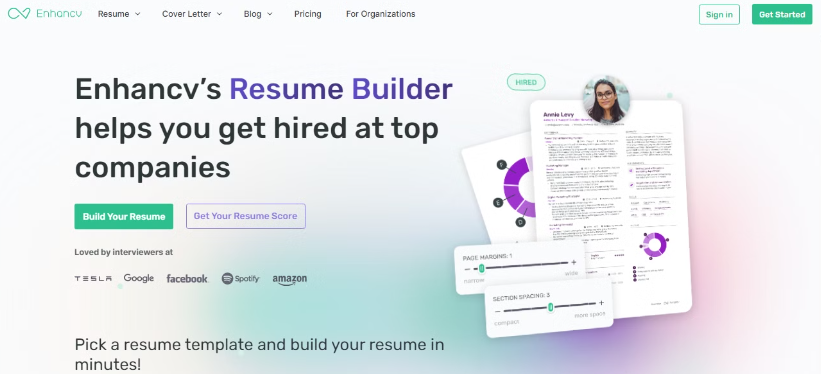 Enhancv
Resume
Cover Letter
Blog
Pricing
For Organizations
Sign in
Get Started
Enhancv’s Resume Builder
helps you get hired at top
companies
Build Your Resume
Get Your Resume Score
Loved by interviewers at
TESLA
Google
facebook
Spotify
amazon
Pick a resume template and build your resume in
minutes!
HIRED
Annie Levy
PAGE MARGINS: 1
narrow
wide
SECTION SPACING: 3
compact
more space